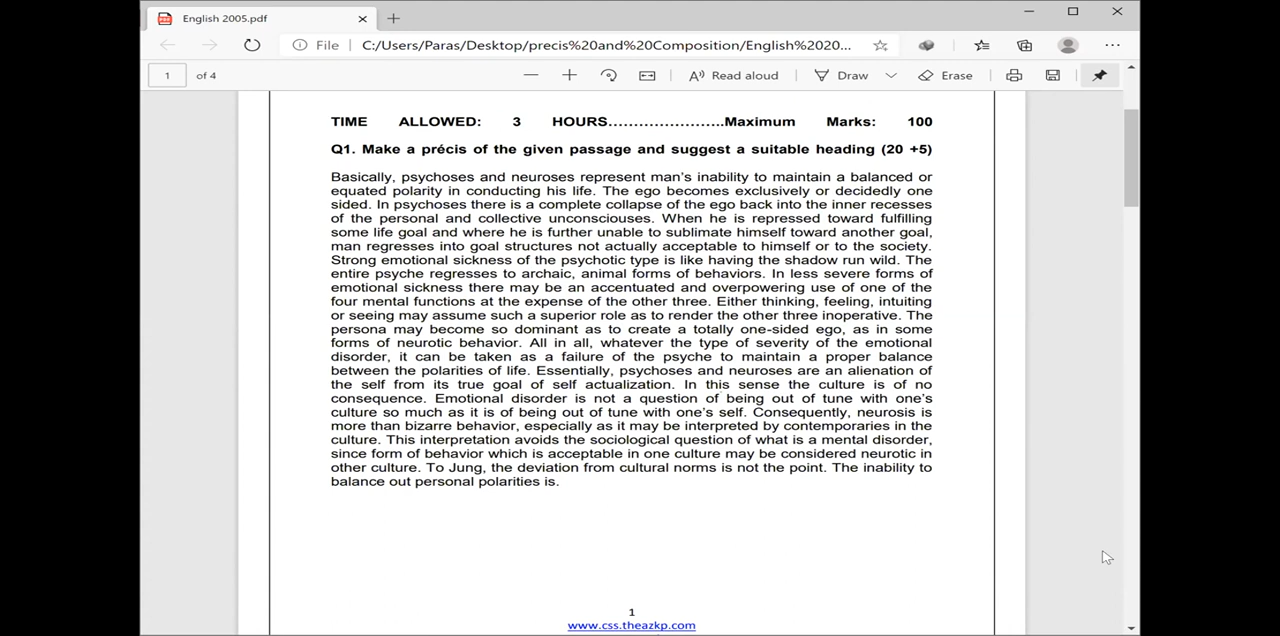 English 2005.pdf
File | C:/Users/Paras/Desktop/precis%20and%20Composition/English%2020...
1 of 4 Read aloud Draw Erase
TIME ALLOWED: 3 HOURS.......................Maximum Marks: 100
Q1. Make a précis of the given passage and suggest a suitable heading (20 +5)
Basically, psychoses and neuroses represent man's inability to maintain a balanced or
equated polarity in conducting his life. The ego becomes exclusively or decidedly one
sided. In psychoses there is a complete collapse of the ego back into the inner recesses
of the personal and collective unconsciouses. When he is repressed toward fulfilling
some life goal and where he is further unable to sublimate himself toward another goal,
man regresses into goal structures not actually acceptable to himself or to the society.
Strong emotional sickness of the psychotic type is like having the shadow run wild. The
entire psyche regresses to archaic, animal forms of behaviors. In less severe forms of
emotional sickness there may be an accentuated and overpowering use of one of the
four mental functions at the expense of the other three. Either thinking, feeling, intuiting
or seeing may assume such a superior role as to render the other three inoperative. The
persona may become so dominant as to create a totally one-sided ego, as in some
forms of neurotic behavior. All in all, whatever the type of severity of the emotional
disorder, it can be taken as a failure of the psyche to maintain a proper balance
between the polarities of life. Essentially, psychoses and neuroses are an alienation of
the self from its true goal of self actualization. In this sense the culture is of no
consequence. Emotional disorder is not a question of being out of tune with one's
culture so much as it is of being out of tune with one's self. Consequently, neurosis is
more than bizarre behavior, especially as it may be interpreted by contemporaries in the
culture. This interpretation avoids the sociological question of what is a mental disorder,
since form of behavior which is acceptable in one culture may be considered neurotic in
other culture. To Jung, the deviation from cultural norms is not the point. The inability to
balance out personal polarities is.
1
www.css.theazkp.com